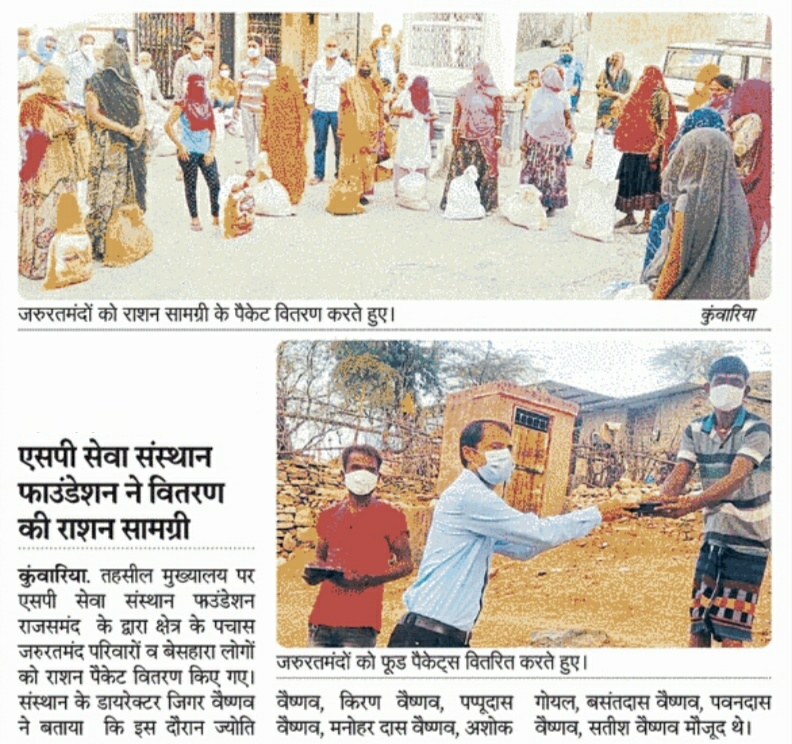 जरुरतमंदों को राशन सामग्री के पैकेट वितरण करते हुए।
कुंवारिया
एसपी सेवा संस्थान
फाउंडेशन ने वितरण
की राशन सामग्री
कुंवारिया. तहसील मुख्यालय पर
एसपी सेवा संस्थान फाउंडेशन
राजसमंद के द्वारा क्षेत्र के पचास
जरुरतमंद परिवारों व बेसहारा लोगों
को राशन पैकेट वितरण किए गए।
संस्थान के डायरेक्टर जिगर वैष्णव
ने बताया कि इस दौरान ज्योति
जरुरतमंदों को फूड पैकेट्स वितरित करते हुए।
वैष्णव, किरण वैष्णव, पप्पूदास
वैष्णव, मनोहर दास वैष्णव, अशोक
गोयल, बसंतदास वैष्णव, पवनदास
वैष्णव, सतीश वैष्णव मौजूद थे।